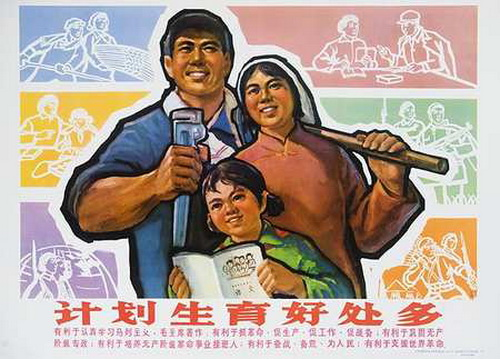 语文
计划生育好处多
有利于认真学习马列主义、毛主席著作；有利于抓革命、促生产、促工作、促战备；有利于巩固无产
阶级专政；有利于培养无产阶级革命事业接班人；有利于备战、备荒、为人民；有利于支援世界革命